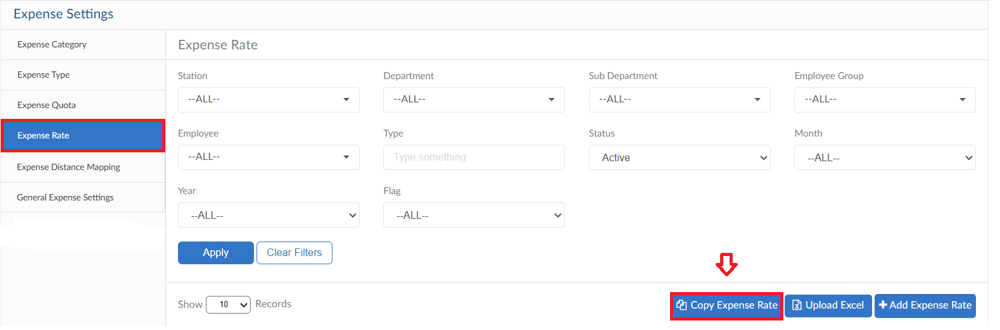 Expense Settings
Expense Category
Expense Type
Expense Quota
Expense Rate
Expense Distance Mapping
General Expense Settings
Expense Rate
Station Department Sub Department Employee Group
--ALL-- --ALL-- --ALL-- --ALL--
Employee Type Status Month
--ALL-- Type something Active --ALL--
Year Flag
--ALL-- --ALL--
Apply Clear Filters
Show 10 Records Copy Expense Rate Upload Excel Add Expense Rate